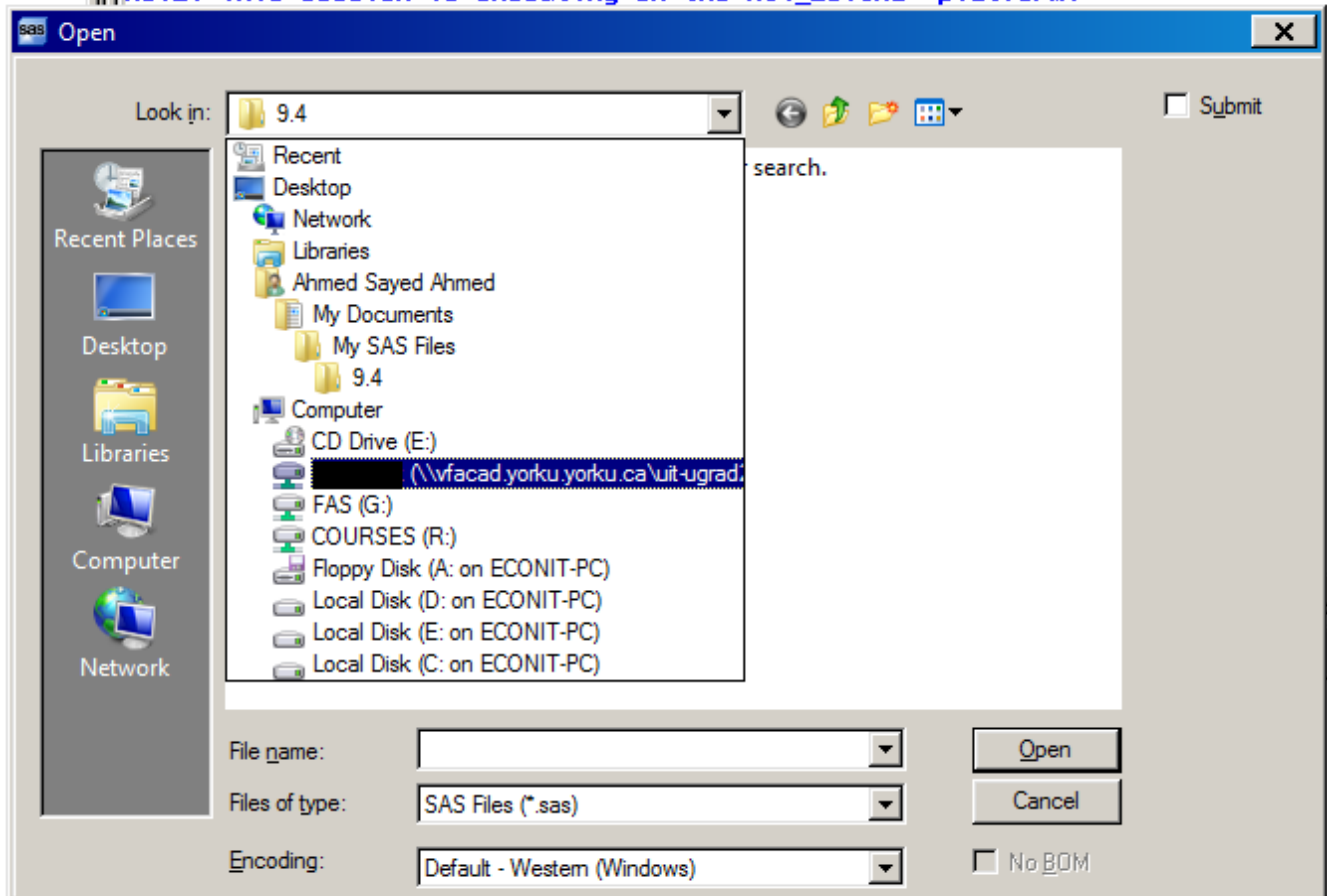 sas Open
Look in: 9.4
Submit
Recent
search.
Desktop
Network
Libraries
Ahmed Sayed Ahmed
My Documents
My SAS Files
9.4
Computer
CD Drive (E:)
(\\vfacad.yorku.yorku.ca\uit-ugrad2
FAS (G:)
COURSES (R:)
Floppy Disk (A: on ECONIT-PC)
Local Disk (D: on ECONIT-PC)
Local Disk (E: on ECONIT-PC)
Local Disk (C: on ECONIT-PC)
Recent Places
Desktop
Libraries
Computer
Network
File name:
Open
Files of type: SAS Files (*.sas)
Cancel
Encoding: Default - Western (Windows)
No BOM